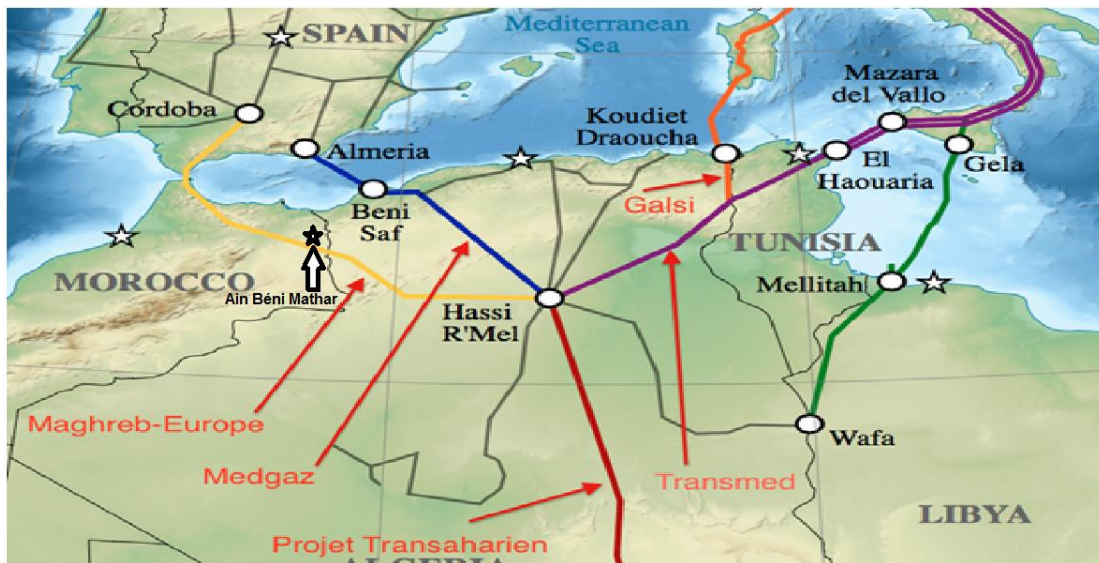 SPAIN
Mediterranean
Sea
Cordoba
Almeria
Beni
Saf
Koudiet
Draoucha
Mazara
del Vallo
El
Haouaria
Gela
Galsi
TUNISIA
MOROCCO
Ain Béni Mathar
Hassi
R'Mel
Mellitah
Maghreb-Europe
Medgaz
Transmed
Wafa
Projet Transaharien
LIBYA
ALGERIA